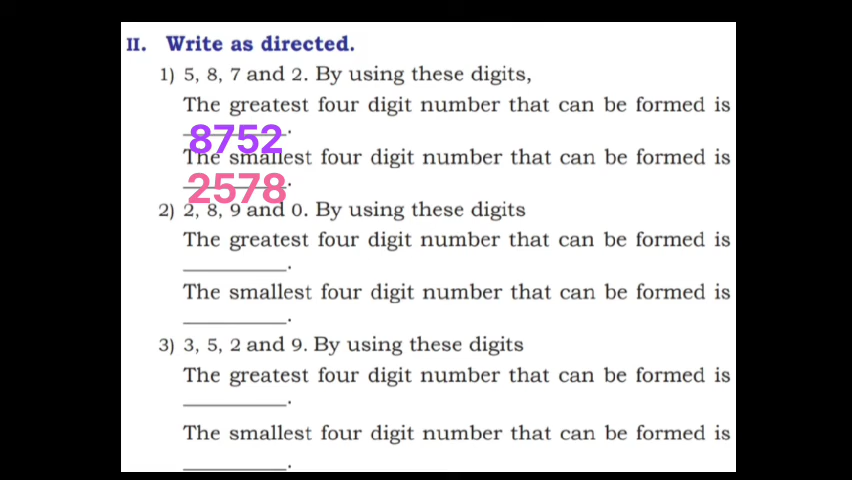 II. Write as directed.
1) 5, 8, 7 and 2. By using these digits,
The greatest four digit number that can be formed is
8752.
The smallest four digit number that can be formed is
2578.
2) 2, 8, 9 and 0. By using these digits
The greatest four digit number that can be formed is
__________.
The smallest four digit number that can be formed is
__________.
3) 3, 5, 2 and 9. By using these digits
The greatest four digit number that can be formed is
__________.
The smallest four digit number that can be formed is
__________.